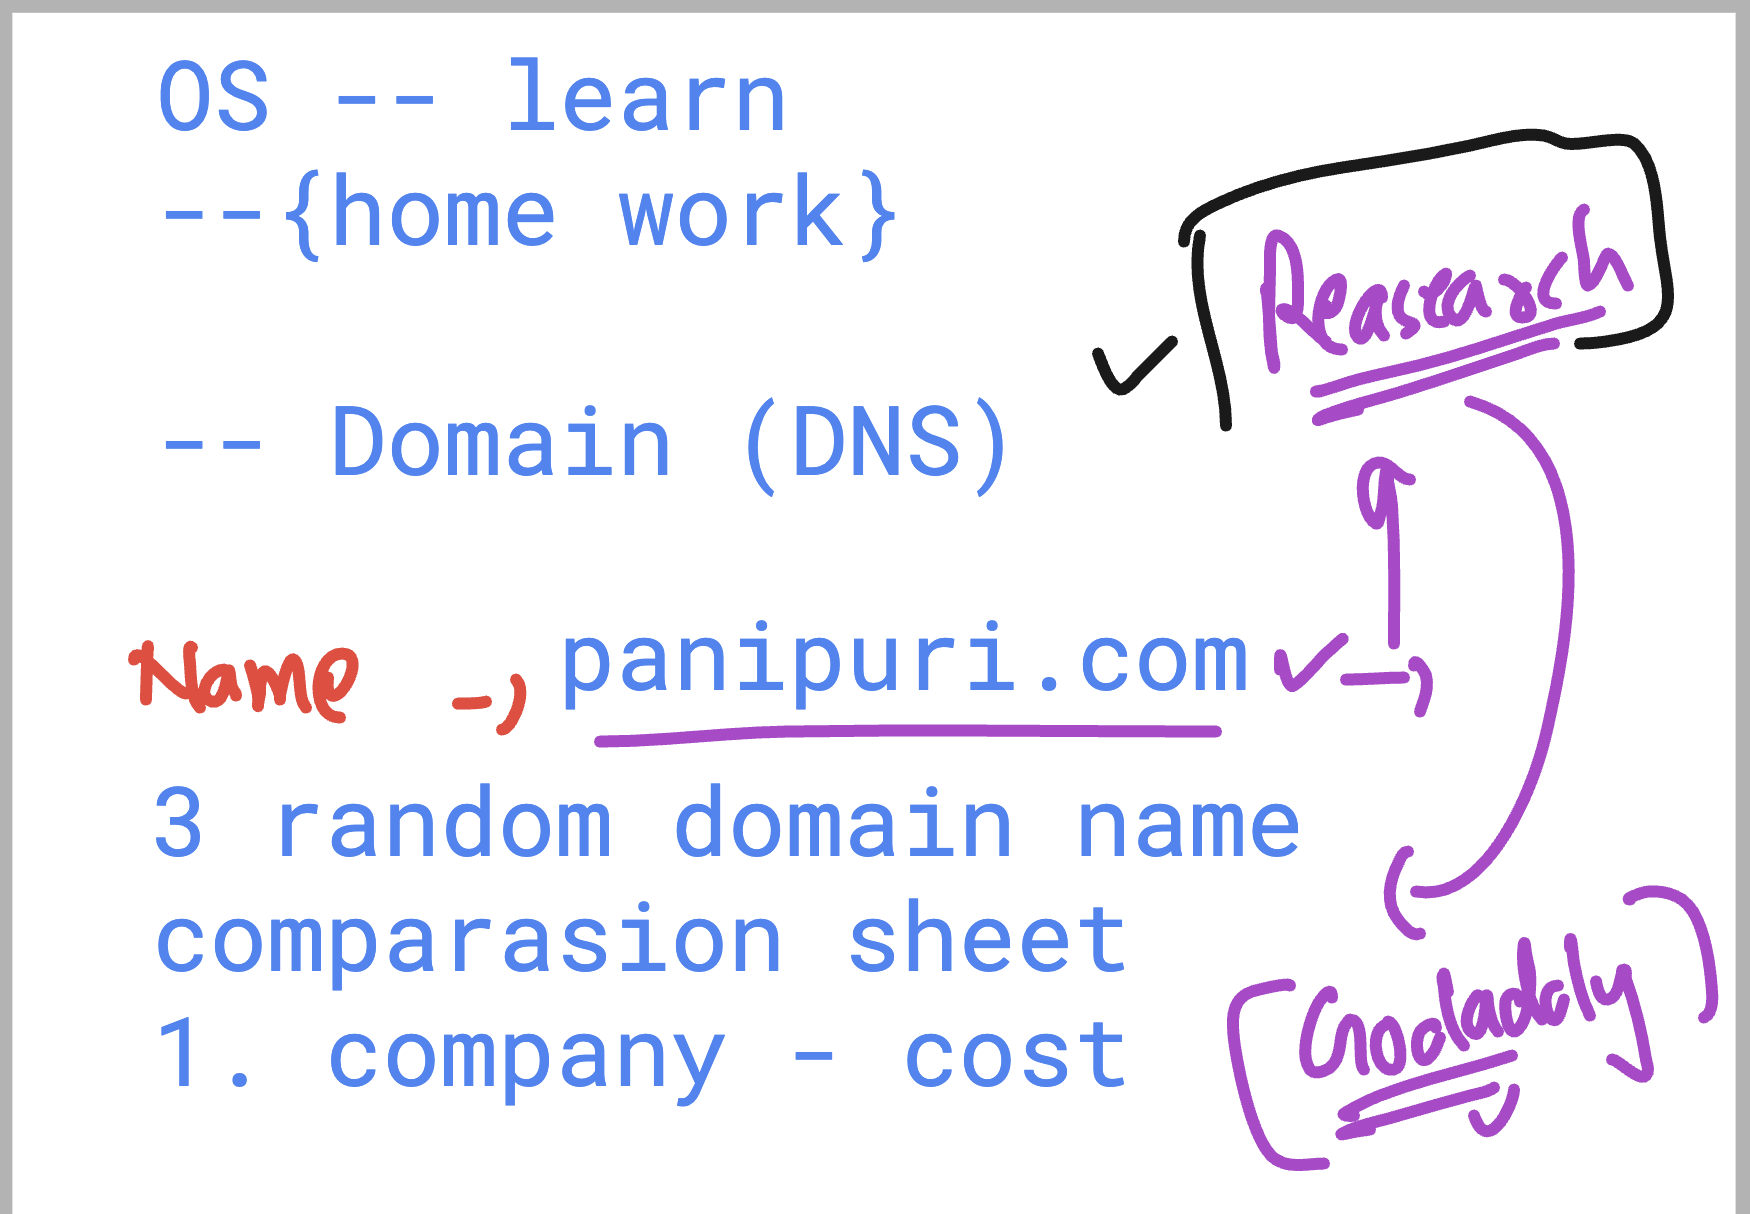 OS -- learn
--{home work}
Reasearch
-- Domain (DNS)
Name -> panipuri.com
3 random domain name
comparasion sheet
1. company - cost
Godaddy